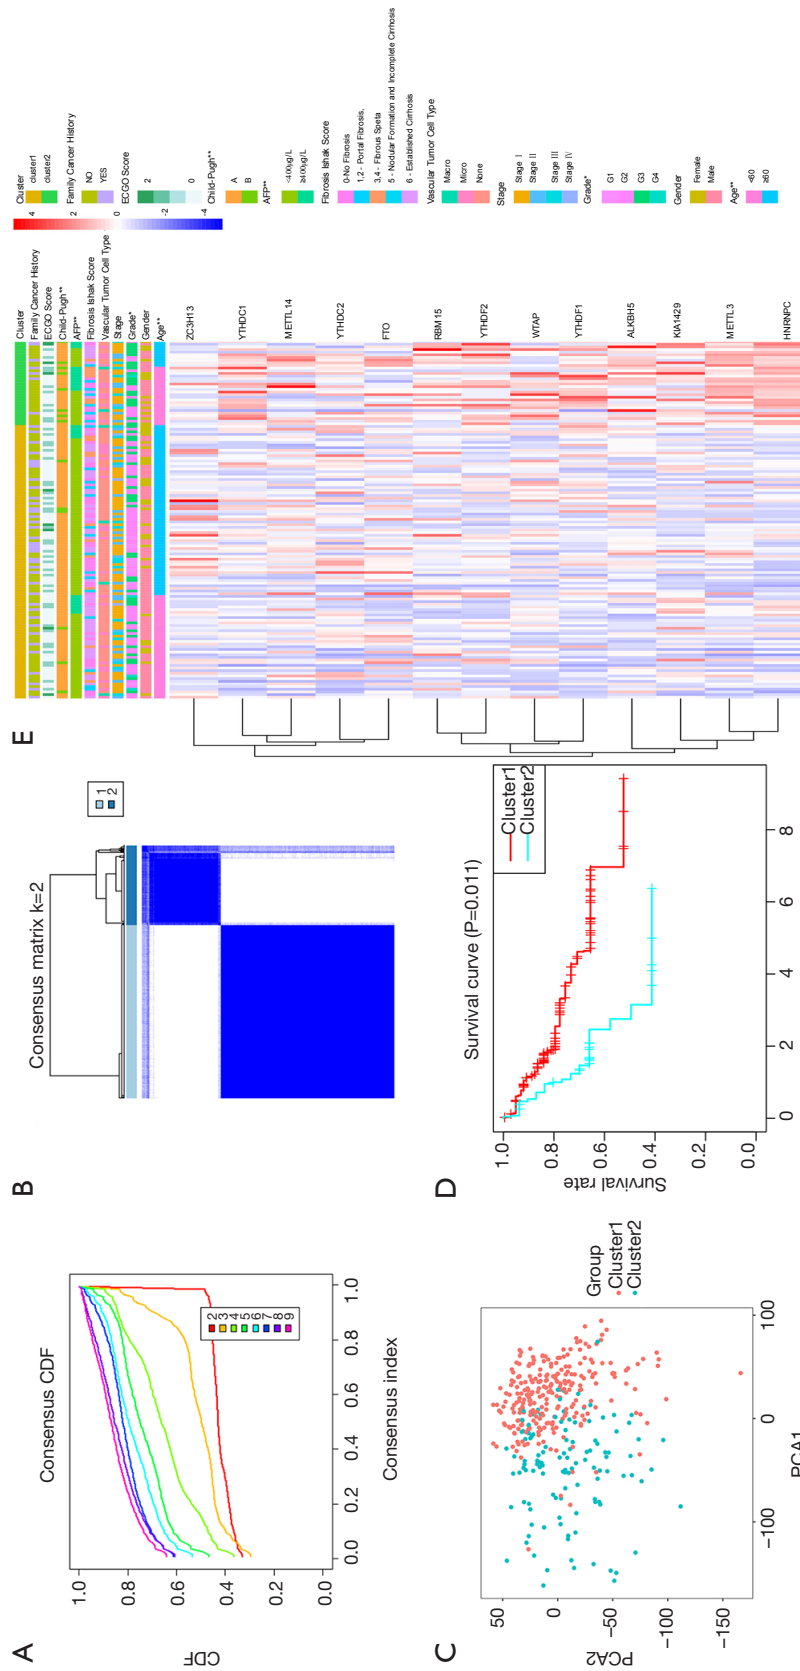 A
Consensus CDF
CDF
1.0
0.8
0.6
0.4
0.2
0.0
0.0
0.2
0.4
0.6
0.8
1.0
Consensus index
2
3
4
5
6
7
8
9
B
Consensus matrix k=2
1
2
C
PCA2
50
0
−50
−100
−150
−100
0
100
PCA1
Group
Cluster1
Cluster2
D
Survival curve (P=0.011)
Survival rate
1.0
0.8
0.6
0.4
0.2
0.0
0
2
4
6
8
Cluster1
Cluster2
E
Cluster
Family Cancer History
ECGO Score
Child-Pugh**
AFP**
Fibrosis Ishak Score
Vascular Tumor Cell Type
Stage
Grade*
Gender
Age**
ZC3H13
YTHDC1
METTL14
YTHDC2
FTO
RBM15
YTHDF2
WTAP
YTHDF1
ALKBH5
KIA1429
METTL3
HNRNPC
4
2
0
-2
-4
Cluster
cluster1
cluster2
Family Cancer History
NO
YES
ECGO Score
2
0
Child-Pugh**
A
B
AFP**
<400μg/L
≥400μg/L
Fibrosis Ishak Score
0-No Fibrosis
1,2 - Portal Fibrosis,
3,4 - Fibrous Speta
5 - Nodular Formation and Incomplete Cirrhosis
6 - Established Cirrhosis
Vascular Tumor Cell Type
Macro
Micro
None
Stage
Stage I
Stage II
Stage III
Stage IV
Grade*
G1
G2
G3
G4
Gender
Female
Male
Age**
<60
≥60